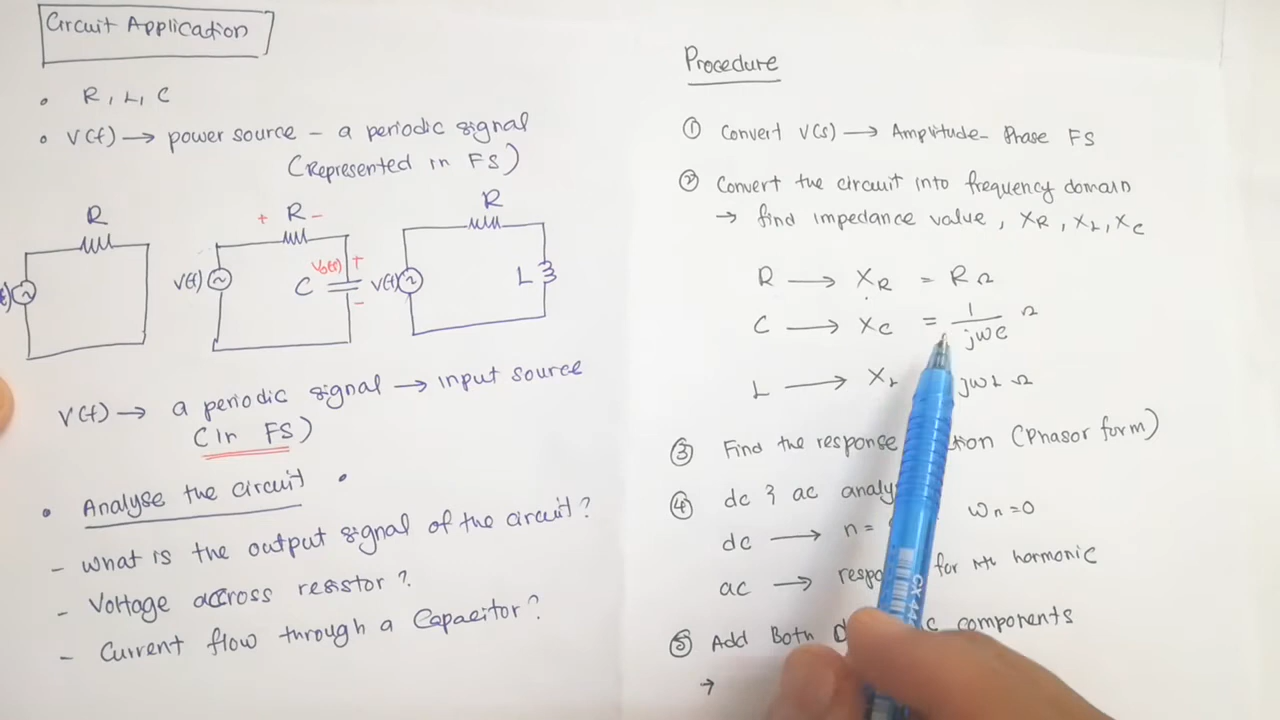 Circuit Application
• R, L, C
• V(t) → power source - a periodic signal
(Represented in FS)
R
+ R -
R
V(t)
C
Vo(t) +
-
V(t)
L
V(t) → a periodic signal → input source
(in FS)
• Analyse the circuit •
- What is the output signal of the circuit?
- Voltage across resistor?
- Current flow through a Capacitor?
Procedure
① Convert V(s) → Amplitude-Phase FS
② Convert the circuit into frequency domain
→ find impedance value, XR, XL, XC
R → XR = R Ω
C → XC = 1/jωC Ω
L → XL jωL Ω
③ Find the response (Phasor form)
④ dc & ac
dc → n = ωn = 0
ac → for nth harmonic
⑤ Add Both components
→
CX